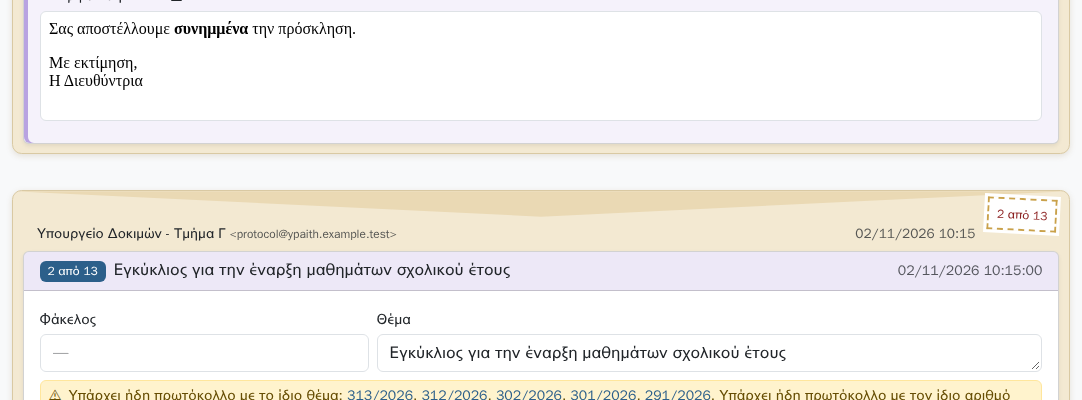 Σας αποστέλλουμε συνημμένα την πρόσκληση.
Με εκτίμηση,
Η Διευθύντρια
2 από 13
Υπουργείο Δοκιμών - Τμήμα Γ <protocol@ypaith.example.test>
02/11/2026 10:15
2 από 13 Εγκύκλιος για την έναρξη μαθημάτων σχολικού έτους
02/11/2026 10:15:00
Φάκελος
Θέμα
—
Εγκύκλιος για την έναρξη μαθημάτων σχολικού έτους
⚠ Υπάρχει ήδη πρωτόκολλο με το ίδιο θέμα: 313/2026, 312/2026, 302/2026, 301/2026, 291/2026. Υπάρχει ήδη πρωτόκολλο με τον ίδιο αριθμό